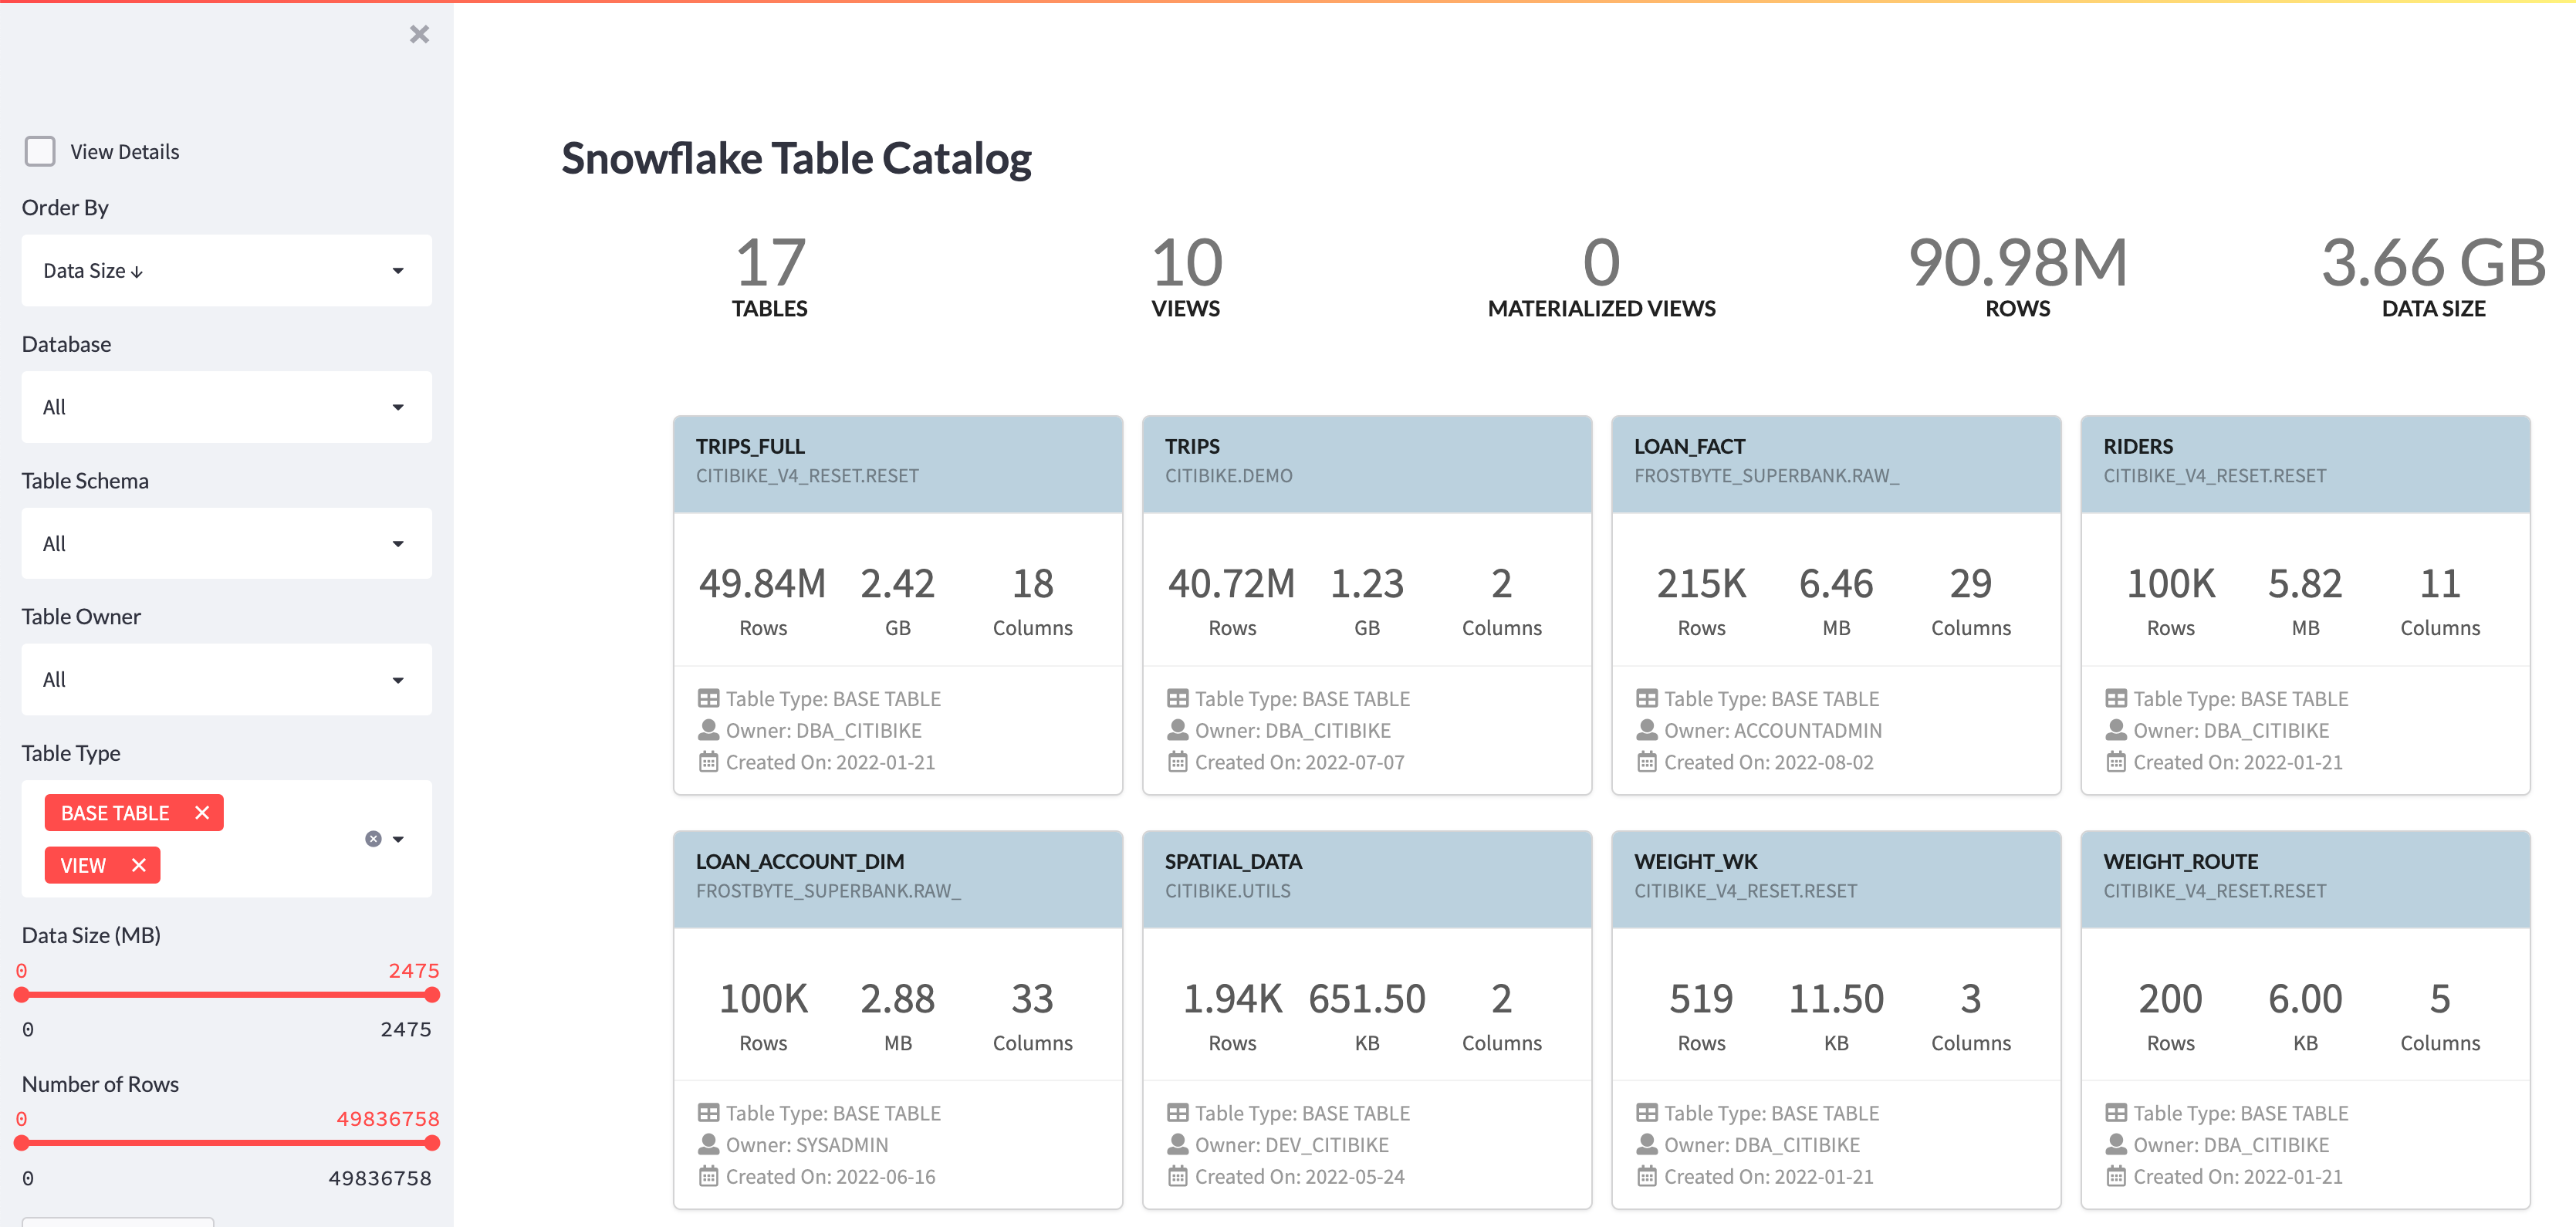 View Details
Order By
Data Size ↓
Database
All
Table Schema
All
Table Owner
All
Table Type
BASE TABLE
VIEW
Data Size (MB)
0 2475
0 2475
Number of Rows
0 49836758
0 49836758
Snowflake Table Catalog
17 10 0 90.98M 3.66 GB
TABLES VIEWS MATERIALIZED VIEWS ROWS DATA SIZE
TRIPS_FULL
CITIBIKE_V4_RESET.RESET
49.84M 2.42 18
Rows GB Columns
Table Type: BASE TABLE
Owner: DBA_CITIBIKE
Created On: 2022-01-21
TRIPS
CITIBIKE.DEMO
40.72M 1.23 2
Rows GB Columns
Table Type: BASE TABLE
Owner: DBA_CITIBIKE
Created On: 2022-07-07
LOAN_FACT
FROSTBYTE_SUPERBANK.RAW_
215K 6.46 29
Rows MB Columns
Table Type: BASE TABLE
Owner: ACCOUNTADMIN
Created On: 2022-08-02
RIDERS
CITIBIKE_V4_RESET.RESET
100K 5.82 11
Rows MB Columns
Table Type: BASE TABLE
Owner: DBA_CITIBIKE
Created On: 2022-01-21
LOAN_ACCOUNT_DIM
FROSTBYTE_SUPERBANK.RAW_
100K 2.88 33
Rows MB Columns
Table Type: BASE TABLE
Owner: SYSADMIN
Created On: 2022-06-16
SPATIAL_DATA
CITIBIKE.UTILS
1.94K 651.50 2
Rows KB Columns
Table Type: BASE TABLE
Owner: DEV_CITIBIKE
Created On: 2022-05-24
WEIGHT_WK
CITIBIKE_V4_RESET.RESET
519 11.50 3
Rows KB Columns
Table Type: BASE TABLE
Owner: DBA_CITIBIKE
Created On: 2022-01-21
WEIGHT_ROUTE
CITIBIKE_V4_RESET.RESET
200 6.00 5
Rows KB Columns
Table Type: BASE TABLE
Owner: DBA_CITIBIKE
Created On: 2022-01-21